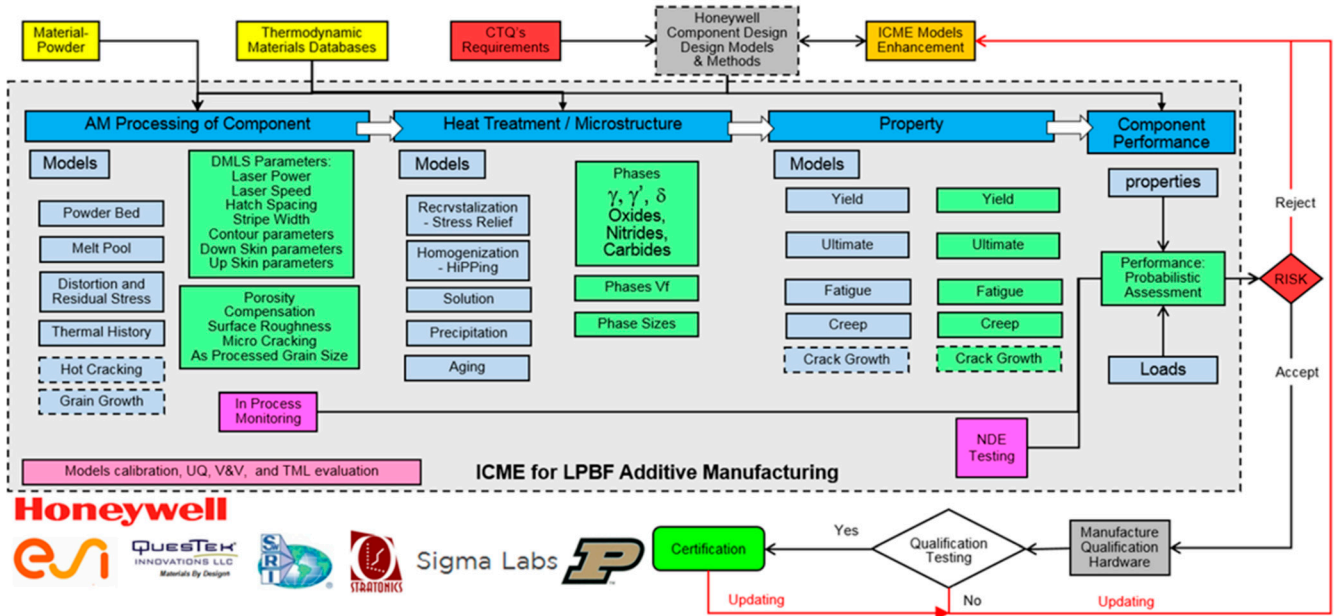 Material-
Powder
Thermodynamic
Materials Databases
CTQ's
Requirements
Honeywell
Component Design
Design Models
& Methods
ICME Models
Enhancement
AM Processing of Component
Heat Treatment / Microstructure
Property
Component
Performance
Models
Powder Bed
Melt Pool
Distortion and
Residual Stress
Thermal History
Hot Cracking
Grain Growth
DMLS Parameters:
Laser Power
Laser Speed
Hatch Spacing
Stripe Width
Contour parameters
Down Skin parameters
Up Skin parameters
Porosity
Compensation
Surface Roughness
Micro Cracking
As Processed Grain Size
In Process
Monitoring
Models
Recrvstalization
- Stress Relief
Homogenization
- HiPPing
Solution
Precipitation
Aging
Phases
γ, γ', δ
Oxides,
Nitrides,
Carbides
Phases Vf
Phase Sizes
Models
Yield
Ultimate
Fatigue
Creep
Crack Growth
Yield
Ultimate
Fatigue
Creep
Crack Growth
NDE
Testing
properties
Performance:
Probabilistic
Assessment
Loads
RISK
Reject
Accept
Models calibration, UQ, V&V, and TML evaluation
ICME for LPBF Additive Manufacturing
Honeywell
esi
QUESTEK
INNOVATIONS LLC
Materials By Design®
SRI
STRATONICS
Sigma Labs
P
Certification
Yes
Qualification
Testing
No
Manufacture
Qualification
Hardware
Updating
Updating